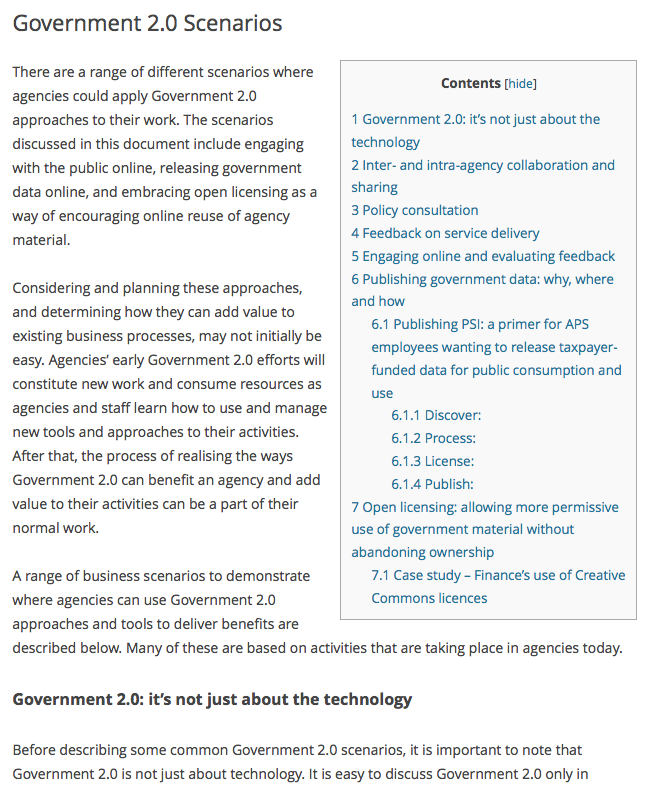 Government 2.0 Scenarios
There are a range of different scenarios where
agencies could apply Government 2.0
approaches to their work. The scenarios
discussed in this document include engaging
with the public online, releasing government
data online, and embracing open licensing as a
way of encouraging online reuse of agency
material.
Considering and planning these approaches,
and determining how they can add value to
existing business processes, may not initially be
easy. Agencies’ early Government 2.0 efforts will
constitute new work and consume resources as
agencies and staff learn how to use and manage
new tools and approaches to their activities.
After that, the process of realising the ways
Government 2.0 can benefit an agency and add
value to their activities can be a part of their
normal work.
A range of business scenarios to demonstrate
where agencies can use Government 2.0
approaches and tools to deliver benefits are
described below. Many of these are based on activities that are taking place in agencies today.
Contents [hide]
1 Government 2.0: it’s not just about the
technology
2 Inter- and intra-agency collaboration and
sharing
3 Policy consultation
4 Feedback on service delivery
5 Engaging online and evaluating feedback
6 Publishing government data: why, where
and how
6.1 Publishing PSI: a primer for APS
employees wanting to release taxpayer-
funded data for public consumption and
use
6.1.1 Discover:
6.1.2 Process:
6.1.3 License:
6.1.4 Publish:
7 Open licensing: allowing more permissive
use of government material without
abandoning ownership
7.1 Case study – Finance’s use of Creative
Commons licences
Government 2.0: it’s not just about the technology
Before describing some common Government 2.0 scenarios, it is important to note that
Government 2.0 is not just about technology. It is easy to discuss Government 2.0 only in